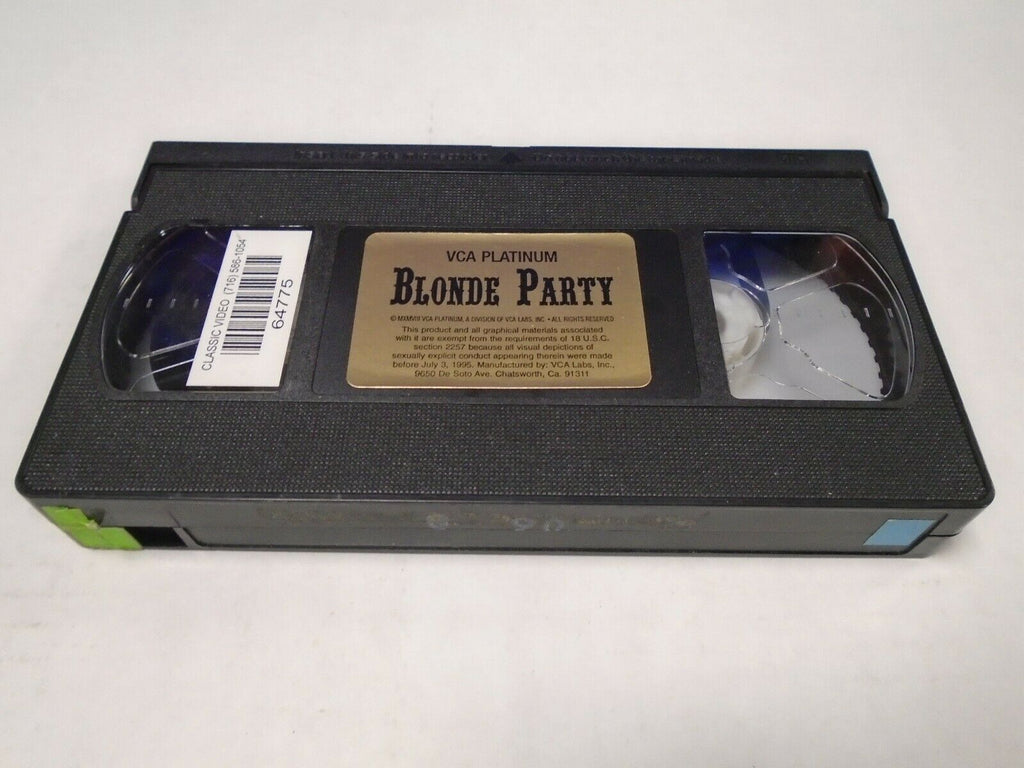 CLASSIC VIDEO (716) 586-1054
64775
VCA PLATINUM
BLONDE PARTY
© MXMXVIII VCA PLATINUM, A DIVISION OF VCA LABS, INC. • ALL RIGHTS RESERVED
This product and all graphical materials associated
with it are exempt from the requirements of 18 U.S.C.
section 2257 because all visual depictions of
sexually explicit conduct appearing therein were made
before July 3, 1995. Manufactured by: VCA Labs, Inc.,
9650 De Soto Ave. Chatsworth, Ca. 91311